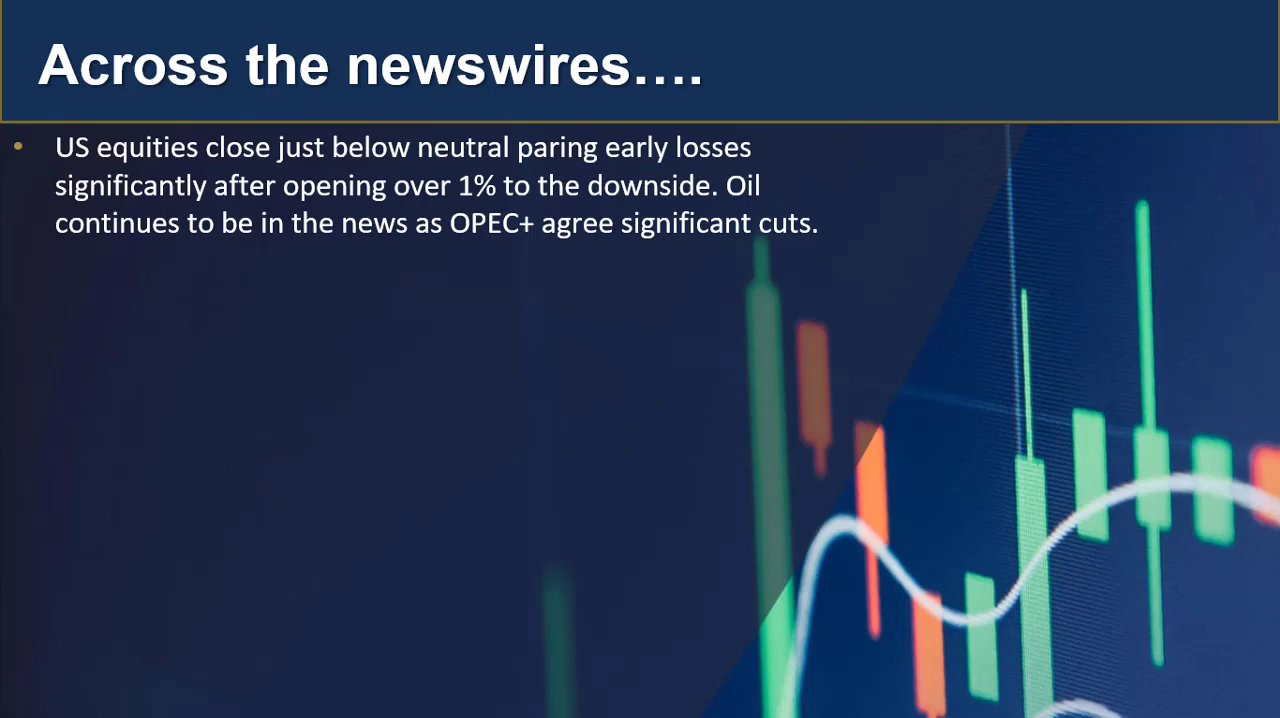 Across the newswires….
• US equities close just below neutral paring early losses
significantly after opening over 1% to the downside. Oil
continues to be in the news as OPEC+ agree significant cuts.